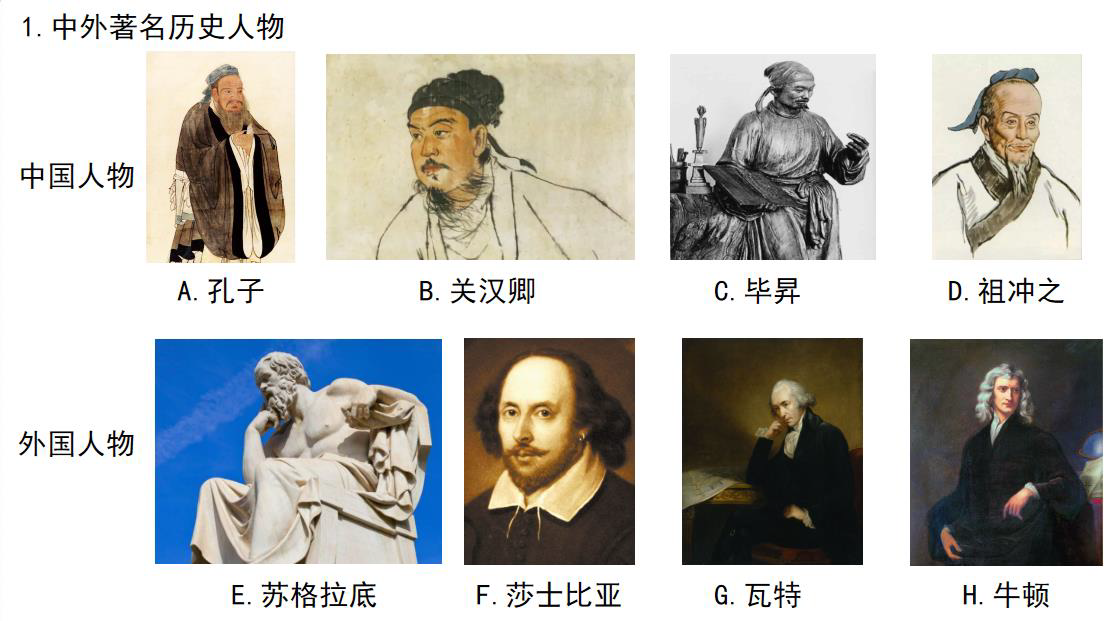 1.中外著名历史人物
中国人物
A.孔子
B.关汉卿
C.毕昇
D.祖冲之
外国人物
E.苏格拉底
F.莎士比亚
G.瓦特
H.牛顿